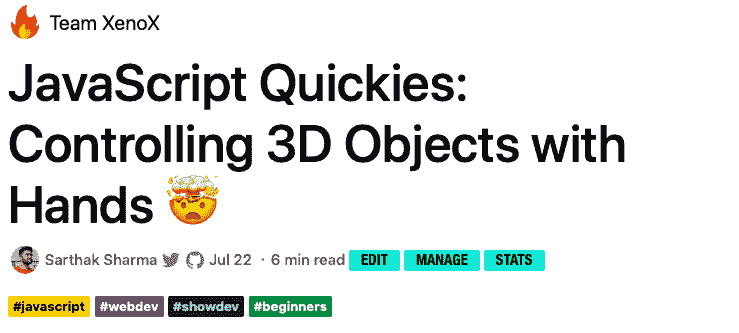 Team XenoX
JavaScript Quickies:
Controlling 3D Objects with
Hands 🤯
Sarthak Sharma Jul 22 · 6 min read EDIT MANAGE STATS
#javascript #webdev #showdev #beginners